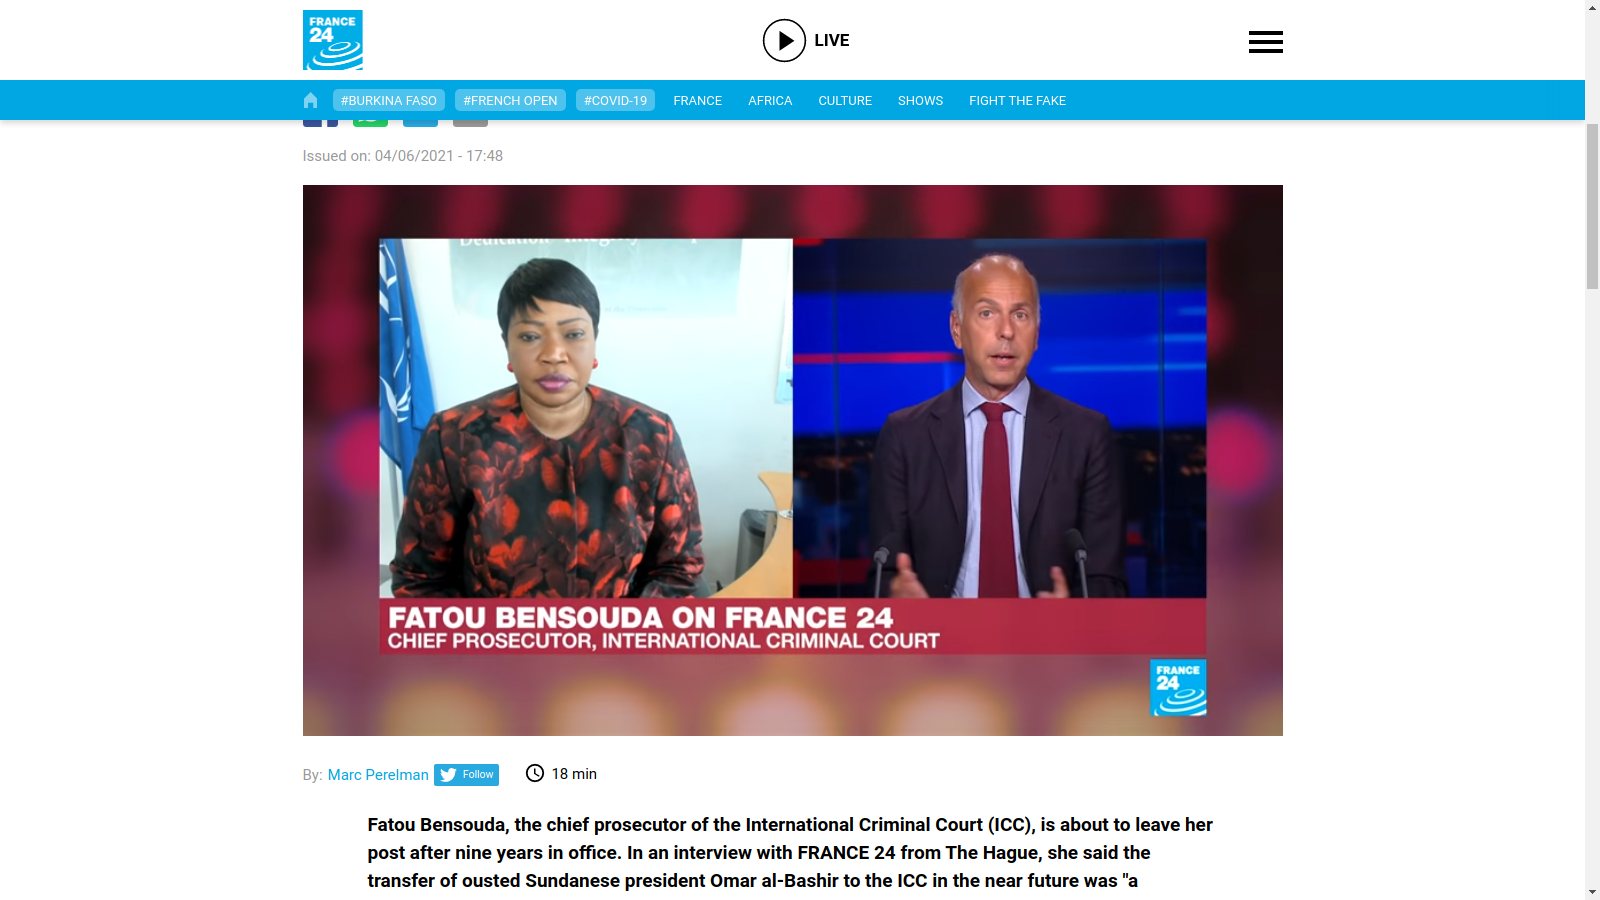 FRANCE
24
LIVE
#BURKINA FASO #FRENCH OPEN #COVID-19 FRANCE AFRICA CULTURE SHOWS FIGHT THE FAKE
Issued on: 04/06/2021 - 17:48
FATOU BENSOUDA ON FRANCE 24
CHIEF PROSECUTOR, INTERNATIONAL CRIMINAL COURT
FRANCE
24
By: Marc Perelman Follow 18 min
Fatou Bensouda, the chief prosecutor of the International Criminal Court (ICC), is about to leave her
post after nine years in office. In an interview with FRANCE 24 from The Hague, she said the
transfer of ousted Sundanese president Omar al-Bashir to the ICC in the near future was "a